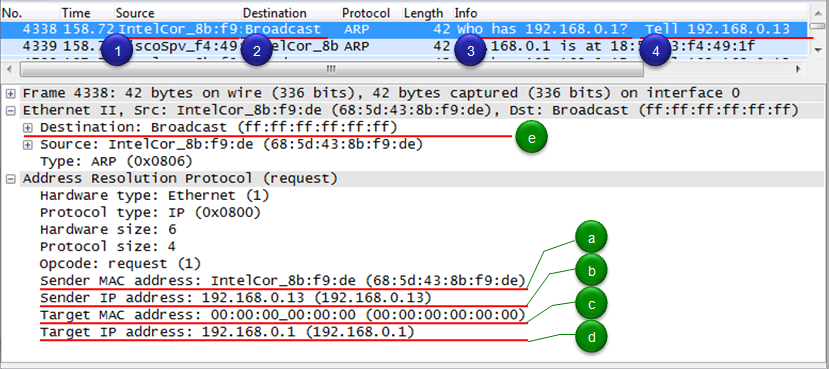 No. Time Source Destination Protocol Length Info
4338 158.72 IntelCor_8b:f9: Broadcast ARP 42 Who has 192.168.0.1? Tell 192.168.0.13
4339 158.7 1 iscoSpv_f4:49 2 elCor_8b ARP 42 3 168.0.1 is at 18: 4 3:f4:49:1f
Frame 4338: 42 bytes on wire (336 bits), 42 bytes captured (336 bits) on interface 0
Ethernet II, Src: IntelCor_8b:f9:de (68:5d:43:8b:f9:de), Dst: Broadcast (ff:ff:ff:ff:ff:ff)
Destination: Broadcast (ff:ff:ff:ff:ff:ff) e
Source: IntelCor_8b:f9:de (68:5d:43:8b:f9:de)
Type: ARP (0x0806)
Address Resolution Protocol (request)
Hardware type: Ethernet (1)
Protocol type: IP (0x0800)
Hardware size: 6
Protocol size: 4
Opcode: request (1)
Sender MAC address: IntelCor_8b:f9:de (68:5d:43:8b:f9:de) a
Sender IP address: 192.168.0.13 (192.168.0.13) b
Target MAC address: 00:00:00_00:00:00 (00:00:00:00:00:00) c
Target IP address: 192.168.0.1 (192.168.0.1) d